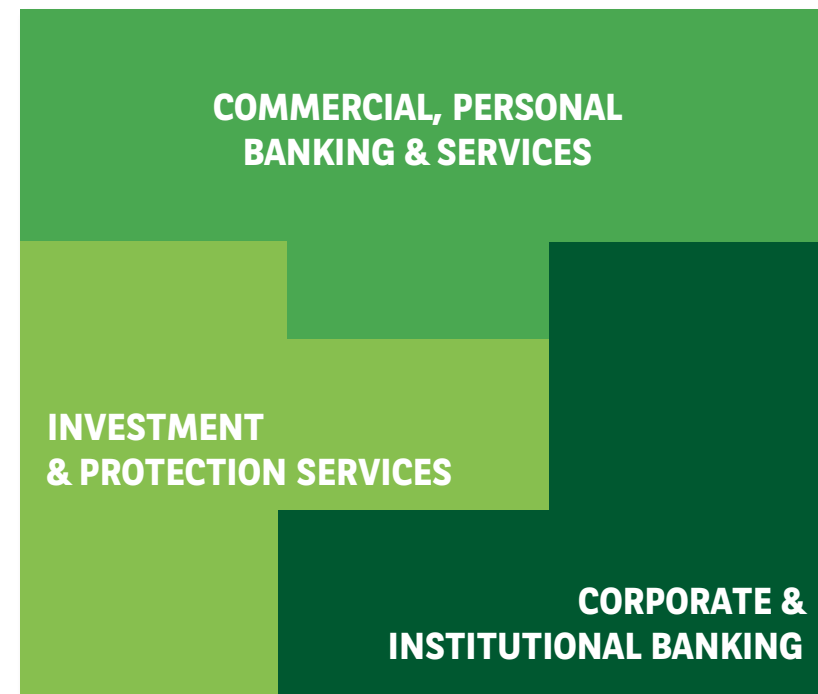 COMMERCIAL, PERSONAL
BANKING & SERVICES
INVESTMENT
& PROTECTION SERVICES
CORPORATE &
INSTITUTIONAL BANKING